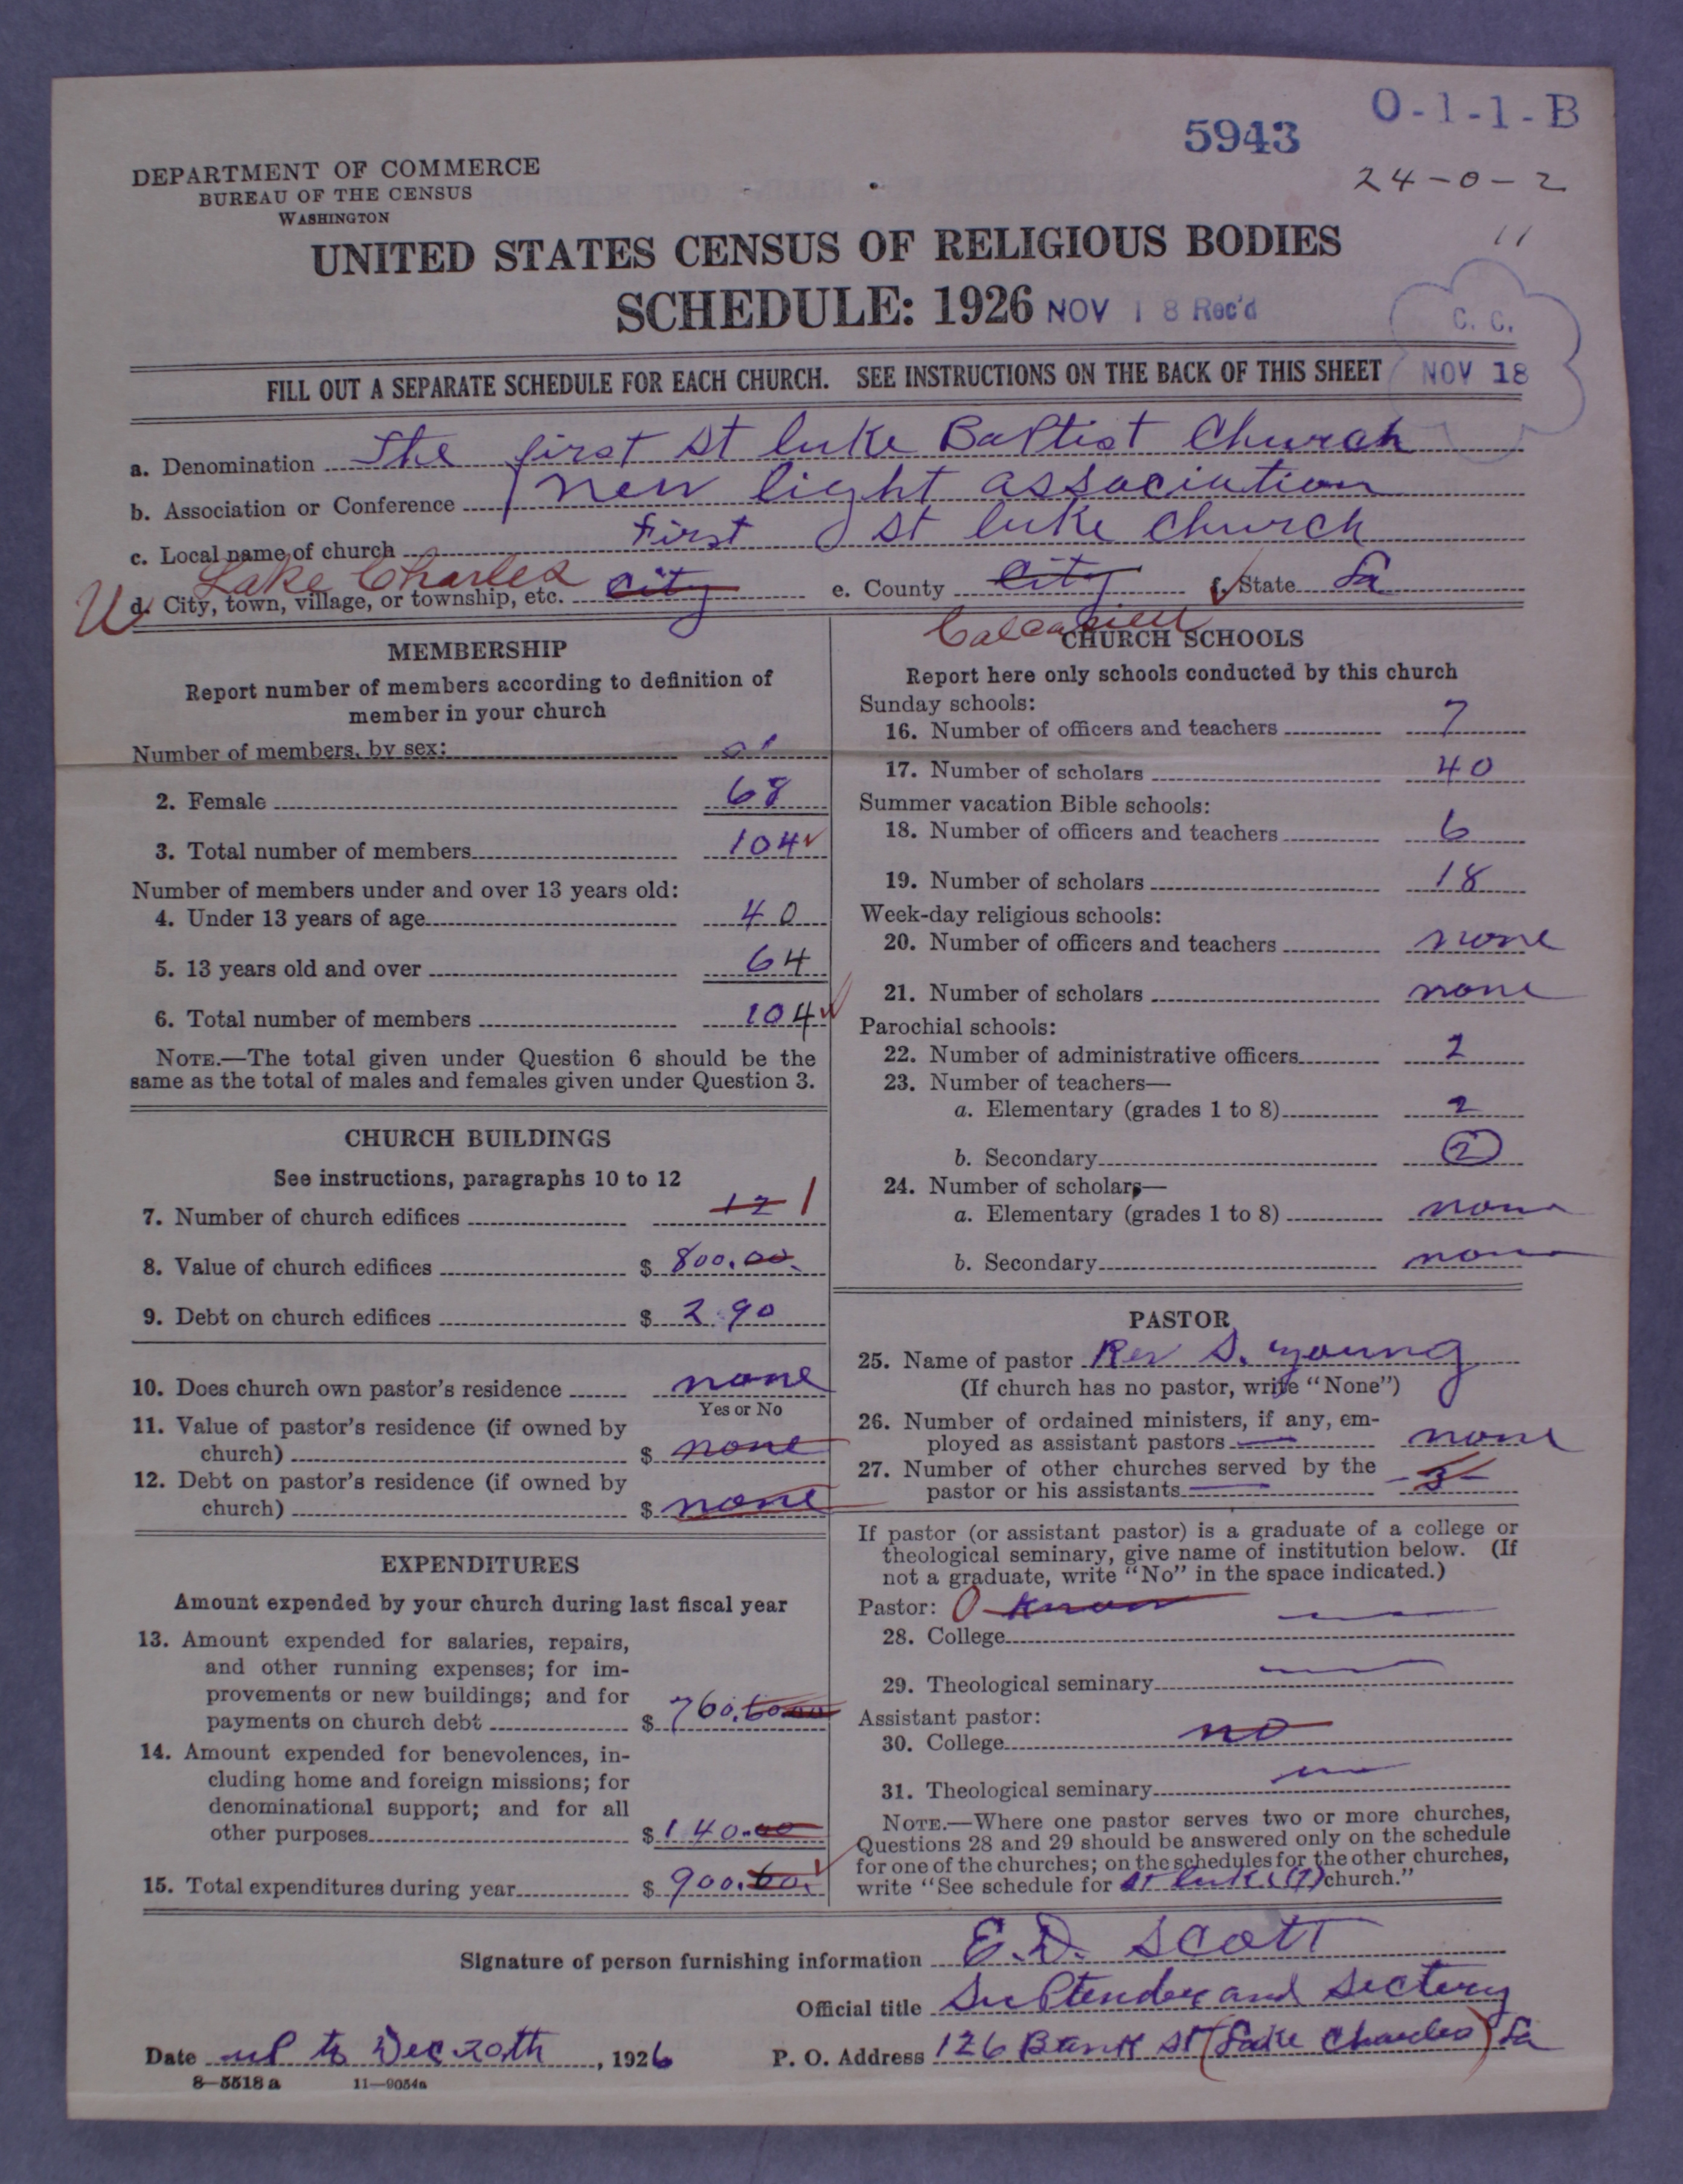 O-1-1-B
5943
24-0-2
11
DEPARTMENT OF COMMERCE
BUREAU OF THE CENSUS
WASHINGTON
UNITED STATES CENSUS OF RELIGIOUS BODIES
SCHEDULE: 1926 NOV 18 Rec'd
C. C.
NOV 18
FILL OUT A SEPARATE SCHEDULE FOR EACH CHURCH. SEE INSTRUCTIONS ON THE BACK OF THIS SHEET
a. Denomination The first St luke Baptist Church
b. Association or Conference new light association
c. Local name of church First St luke Church
Lake Charles
d. City, town, village, or township, etc. City e. County City f. State La
Calcasieu
MEMBERSHIP
Report number of members according to definition of
member in your church
Number of members, by sex:
2. Female 68
3. Total number of members 104
Number of members under and over 13 years old:
4. Under 13 years of age 40
5. 13 years old and over 64
6. Total number of members 104
NOTE.—The total given under Question 6 should be the
same as the total of males and females given under Question 3.
CHURCH BUILDINGS
See instructions, paragraphs 10 to 12
7. Number of church edifices 12 1
8. Value of church edifices $ 800.00
9. Debt on church edifices $ 2.90
10. Does church own pastor's residence none
Yes or No
11. Value of pastor's residence (if owned by
church) $ none
12. Debt on pastor's residence (if owned by
church) $ none
EXPENDITURES
Amount expended by your church during last fiscal year
13. Amount expended for salaries, repairs,
and other running expenses; for im-
provements or new buildings; and for
payments on church debt $ 760.
14. Amount expended for benevolences, in-
cluding home and foreign missions; for
denominational support; and for all
other purposes $ 140.00
15. Total expenditures during year $ 900.
CHURCH SCHOOLS
Report here only schools conducted by this church
Sunday schools:
16. Number of officers and teachers 7
17. Number of scholars 40
Summer vacation Bible schools:
18. Number of officers and teachers 6
19. Number of scholars 18
Week-day religious schools:
20. Number of officers and teachers none
21. Number of scholars none
Parochial schools:
22. Number of administrative officers 2
23. Number of teachers—
a. Elementary (grades 1 to 8) 2
b. Secondary 2
24. Number of scholars—
a. Elementary (grades 1 to 8) none
b. Secondary none
PASTOR
25. Name of pastor Rev S. young
(If church has no pastor, write "None")
26. Number of ordained ministers, if any, em-
ployed as assistant pastors none
27. Number of other churches served by the
pastor or his assistants 3
If pastor (or assistant pastor) is a graduate of a college or
theological seminary, give name of institution below. (If
not a graduate, write "No" in the space indicated.)
Pastor: 0
28. College
29. Theological seminary
Assistant pastor:
30. College no
31. Theological seminary
NOTE.—Where one pastor serves two or more churches,
Questions 28 and 29 should be answered only on the schedule
for one of the churches; on the schedules for the other churches,
write "See schedule for St luke (1) church."
Signature of person furnishing information E.D. Scott
Official title Suptender and Sectery
Date up to Dec 20th, 1926 P. O. Address 126 Bank St (Lake Charles) La
8-5518 a 11-9054a